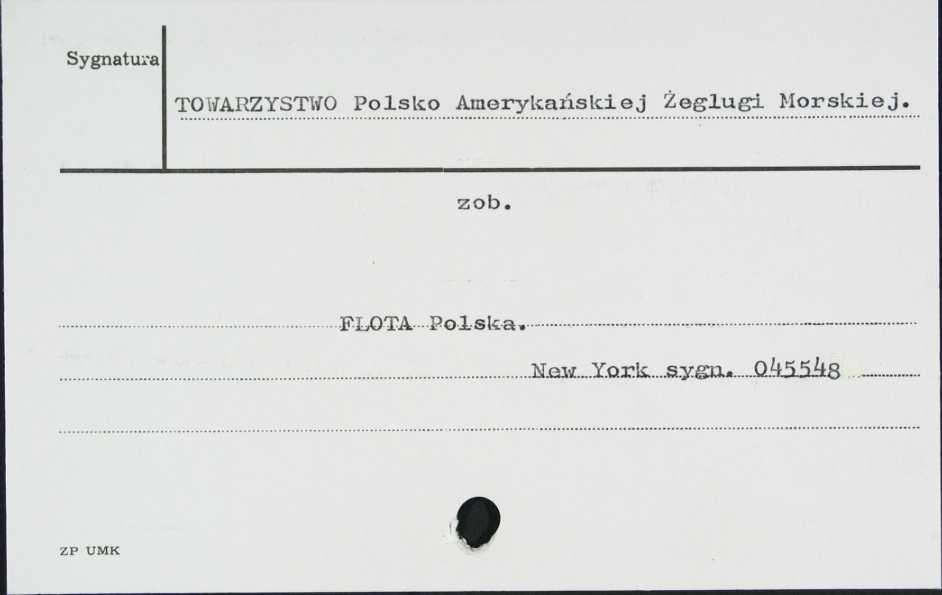 Sygnatura
TOWARZYSTWO Polsko Amerykańskiej Żeglugi Morskiej.
zob.
FLOTA Polska.
New York sygn. 045548
ZP UMK